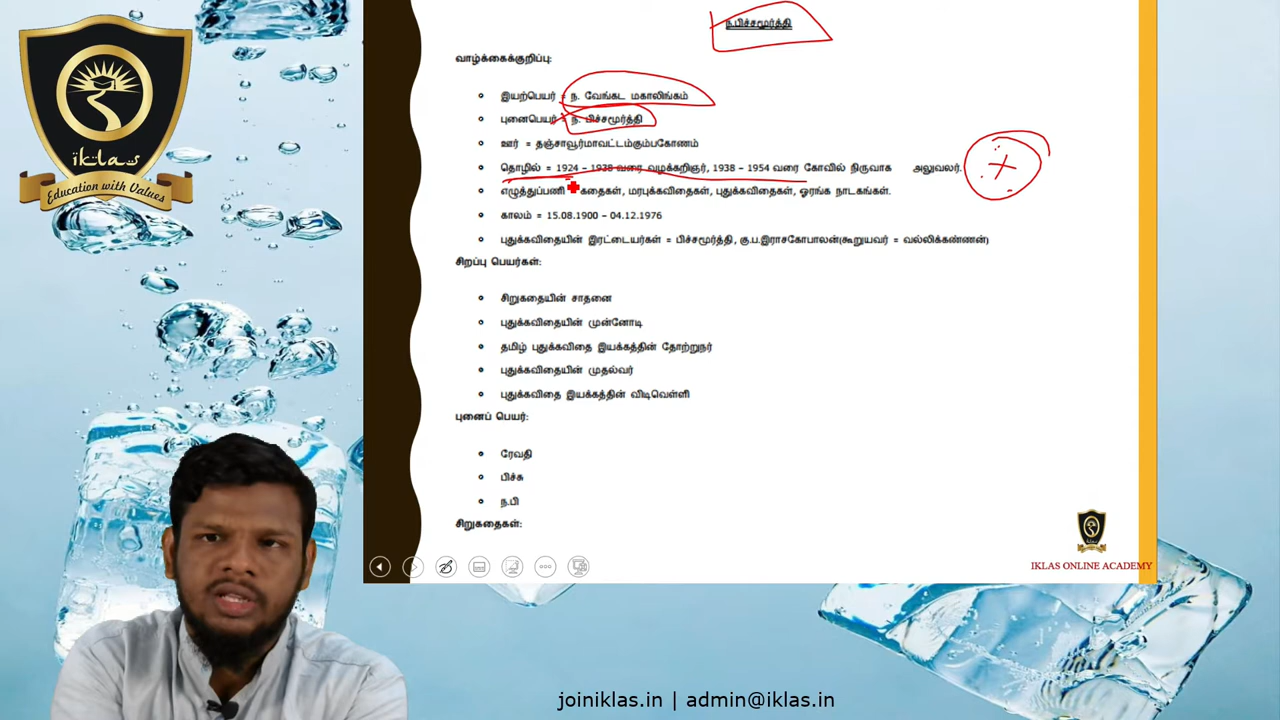 iklas
Education with Values
ந.பிச்சமூர்த்தி
வாழ்க்கைக்குறிப்பு:
இயற்பெயர் = ந. வேங்கட மகாலிங்கம்
புனைபெயர் = ந. பிச்சமூர்த்தி
ஊர் = தஞ்சாவூர்மாவட்டம்கும்பகோணம்
தொழில் = 1924 – 1938 வரை வழக்கறிஞர், 1938 – 1954 வரை கோவில் நிருவாக அலுவலர்.
எழுத்துப்பணி கதைகள், மரபுக்கவிதைகள், புதுக்கவிதைகள், ஓரங்க நாடகங்கள்.
காலம் = 15.08.1900 – 04.12.1976
புதுக்கவிதையின் இரட்டையர்கள் = பிச்சமூர்த்தி, கு.ப.இராசகோபாலன்(கூறுயவர் = வல்லிக்கண்ணன்)
சிறப்பு பெயர்கள்:
சிறுகதையின் சாதனை
புதுக்கவிதையின் முன்னோடி
தமிழ் புதுக்கவிதை இயக்கத்தின் தோற்றுநர்
புதுக்கவிதையின் முதல்வர்
புதுக்கவிதை இயக்கத்தின் விடிவெள்ளி
புனைப் பெயர்:
ரேவதி
பிச்சு
ந.பி
சிறுகதைகள்:
IKLAS ONLINE ACADEMY
joiniklas.in | admin@iklas.in